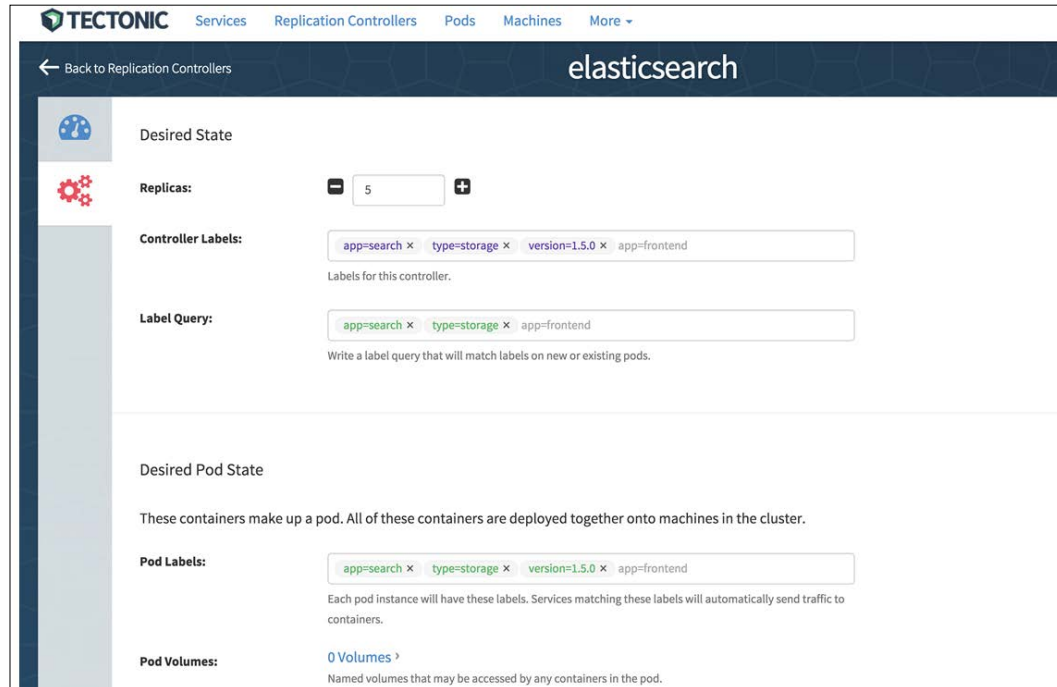 TECTONIC Services Replication Controllers Pods Machines More
Back to Replication Controllers
elasticsearch
Desired State
Replicas: 5
Controller Labels: app=search × type=storage × version=1.5.0 × app=frontend
Labels for this controller.
Label Query: app=search × type=storage × app=frontend
Write a label query that will match labels on new or existing pods.
Desired Pod State
These containers make up a pod. All of these containers are deployed together onto machines in the cluster.
Pod Labels: app=search × type=storage × version=1.5.0 × app=frontend
Each pod instance will have these labels. Services matching these labels will automatically send traffic to
containers.
Pod Volumes: 0 Volumes ›
Named volumes that may be accessed by any containers in the pod.